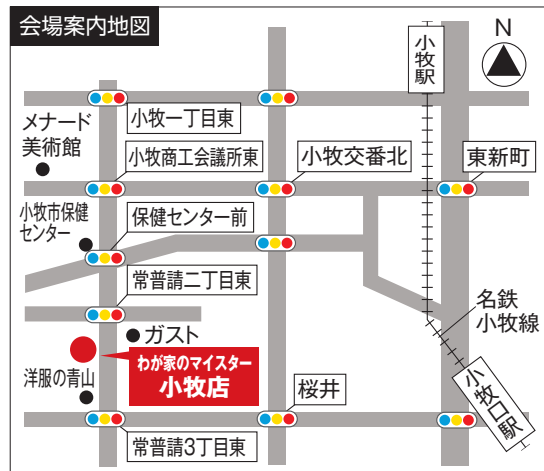 会場案内地図
N
小牧駅
小牧一丁目東
メナード
美術館
小牧商工会議所東
小牧交番北
東新町
小牧市保健
センター
保健センター前
常普請二丁目東
名鉄
小牧線
ガスト
わが家のマイスター
小牧店
洋服の青山
小牧口駅
桜井
常普請3丁目東